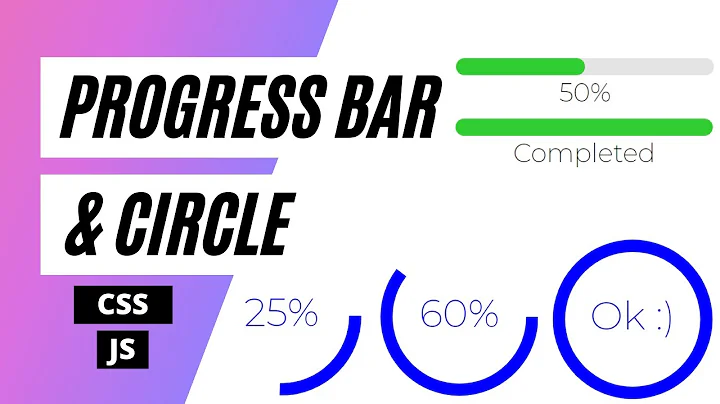 PROGRESS BAR
& CIRCLE
CSS
JS
50%
Completed
25%
60%
Ok :)